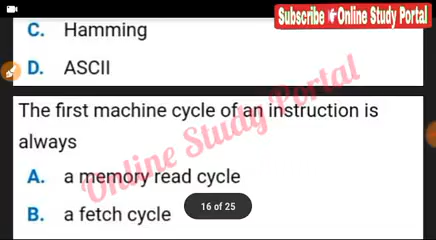 Subscribe Online Study Portal
C. Hamming
D. ASCII
The first machine cycle of an instruction is
always
A. a memory read cycle
B. a fetch cycle
16 of 25
Online Study Portal